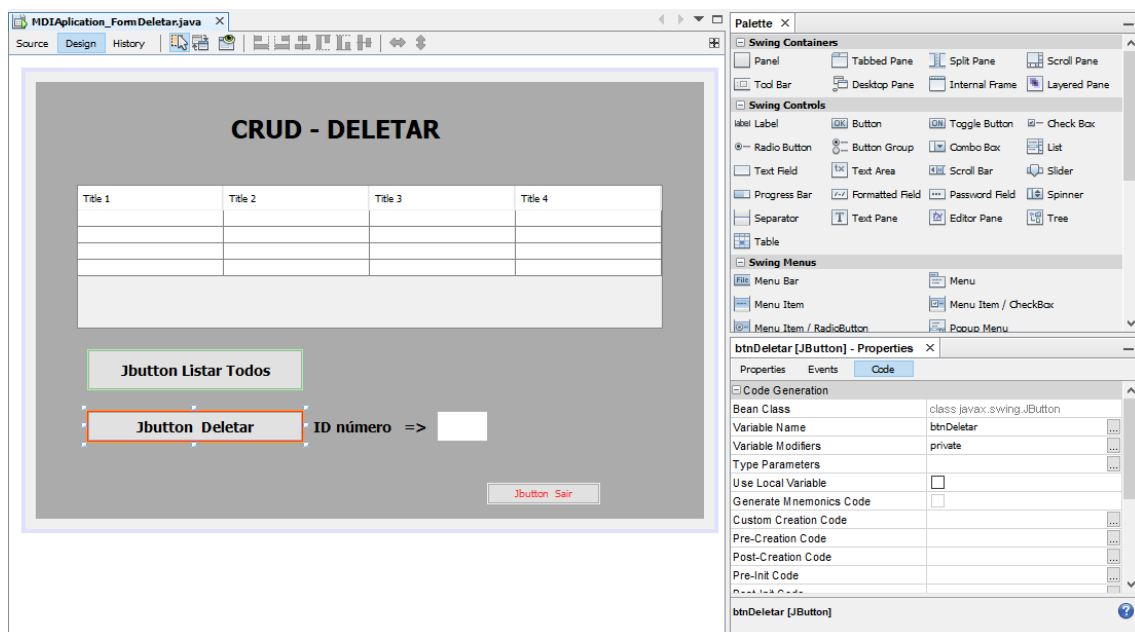 MDIAplication_FormDeletar.java
Source Design History
CRUD - DELETAR
Title 1 Title 2 Title 3 Title 4
Jbutton Listar Todos
Jbutton Deletar ID número =>
Jbutton Sair
Palette
Swing Containers
Panel Tabbed Pane Split Pane Scroll Pane
Tool Bar Desktop Pane Internal Frame Layered Pane
Swing Controls
label Label OK Button ON Toggle Button Check Box
Radio Button Button Group Combo Box List
Text Field Text Area Scroll Bar Slider
Progress Bar Formatted Field Password Field Spinner
Separator T Text Pane Editor Pane Tree
Table
Swing Menus
File Menu Bar Menu
Menu Item Menu Item / CheckBox
Menu Item / RadioButton Popup Menu
btnDeletar [JButton] - Properties
Properties Events Code
Code Generation
Bean Class class javax.swing.JButton
Variable Name btnDeletar ...
Variable Modifiers private ...
Type Parameters ...
Use Local Variable
Generate Mnemonics Code
Custom Creation Code ...
Pre-Creation Code ...
Post-Creation Code ...
Pre-Init Code ...
Post-Init Code
btnDeletar [JButton] ?